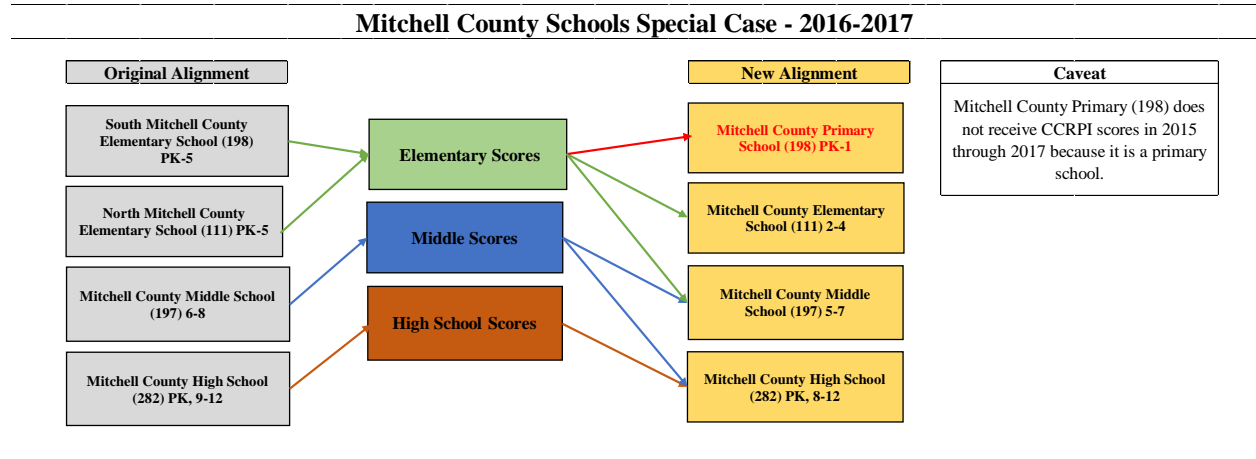 Mitchell County Schools Special Case - 2016-2017
Original Alignment
South Mitchell County
Elementary School (198)
PK-5
North Mitchell County
Elementary School (111) PK-5
Mitchell County Middle School
(197) 6-8
Mitchell County High School
(282) PK, 9-12
Elementary Scores
Middle Scores
High School Scores
New Alignment
Mitchell County Primary
School (198) PK-1
Mitchell County Elementary
School (111) 2-4
Mitchell County Middle
School (197) 5-7
Mitchell County High School
(282) PK, 8-12
Caveat
Mitchell County Primary (198) does
not receive CCRPI scores in 2015
through 2017 because it is a primary
school.